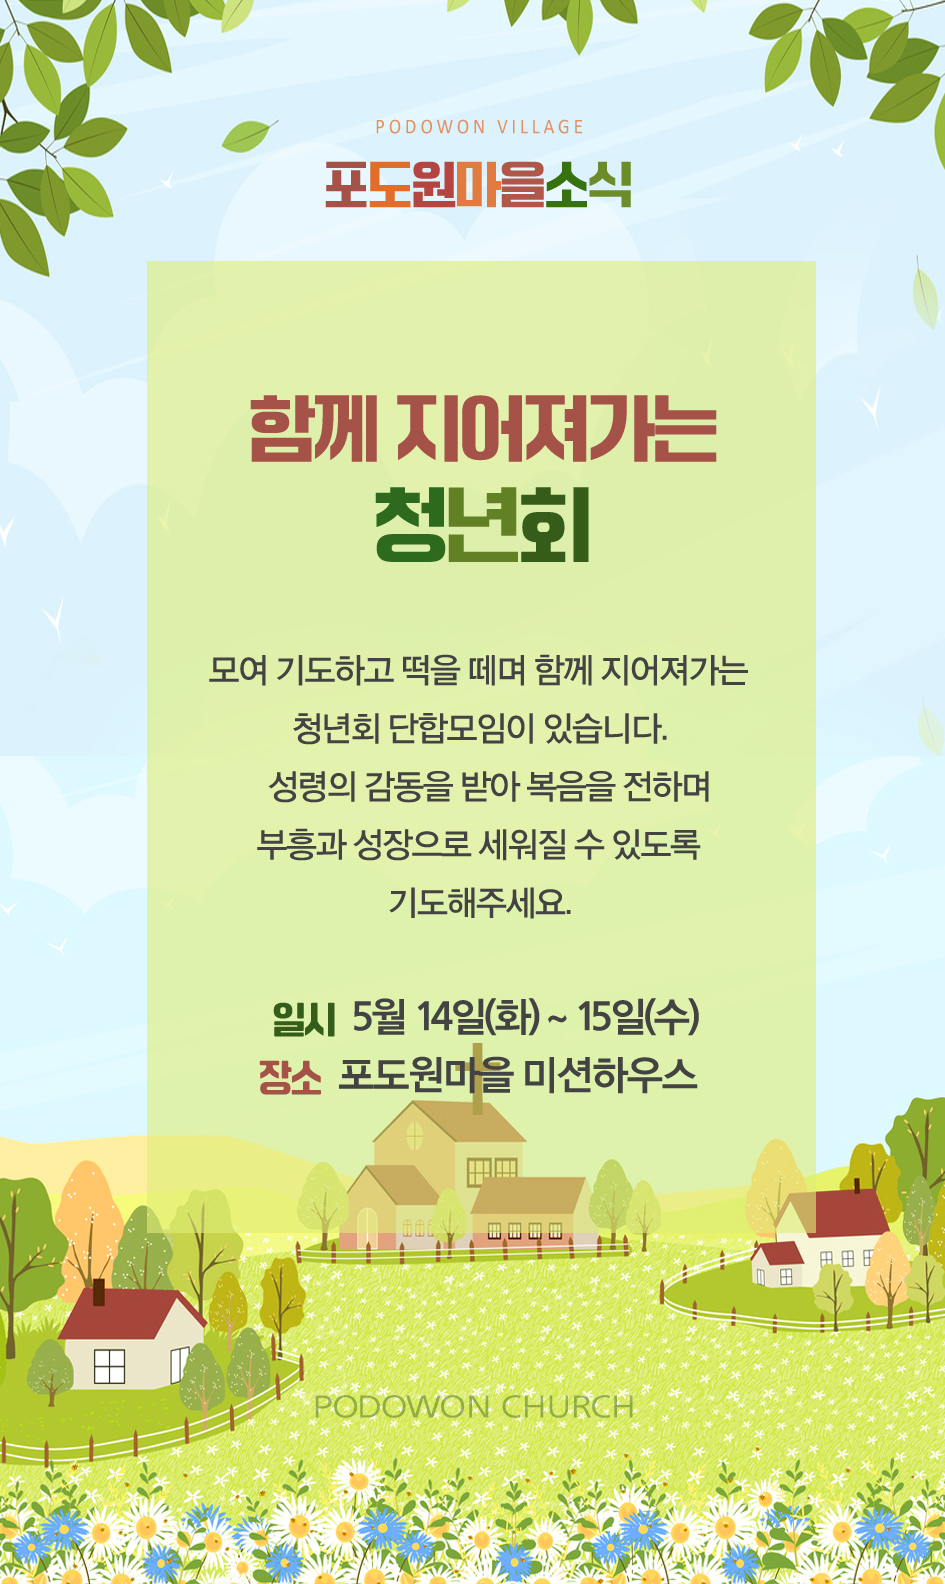 PODOWON VILLAGE
포도원마을소식
함께 지어져가는
청년회
모여 기도하고 떡을 떼며 함께 지어져가는
청년회 단합모임이 있습니다.
성령의 감동을 받아 복음을 전하며
부흥과 성장으로 세워질 수 있도록
기도해주세요.
일시 5월 14일(화) ~ 15일(수)
장소 포도원마을 미션하우스
PODOWON CHURCH